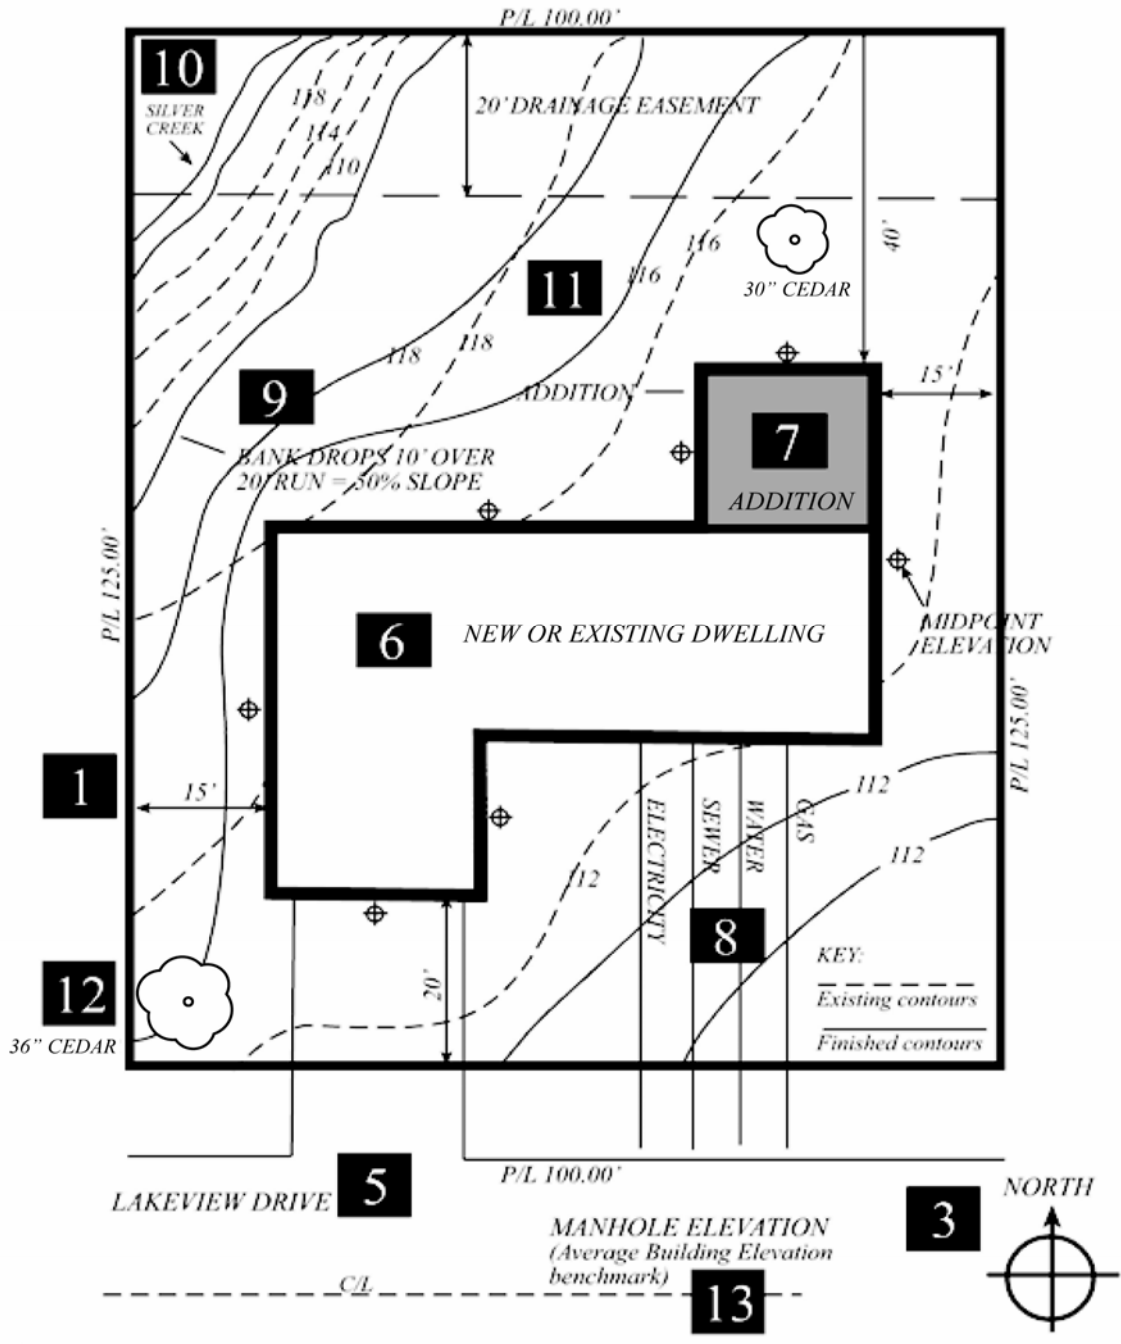 P/L 100.00'
10
SILVER
CREEK
118
114
110
20' DRAINAGE EASEMENT
40'
116
116
30" CEDAR
11
118
118
9
ADDITION
15'
7
ADDITION
BANK DROPS 10' OVER
20' RUN = 50% SLOPE
P/L 125.00'
6
NEW OR EXISTING DWELLING
MIDPOINT
ELEVATION
P/L 125.00'
1
15'
112
112
112
ELECTRICITY
SEWER
WATER
GAS
8
12
36" CEDAR
20'
KEY:
Existing contours
Finished contours
LAKEVIEW DRIVE
5
P/L 100.00'
3
NORTH
MANHOLE ELEVATION
(Average Building Elevation
benchmark)
C/L
13